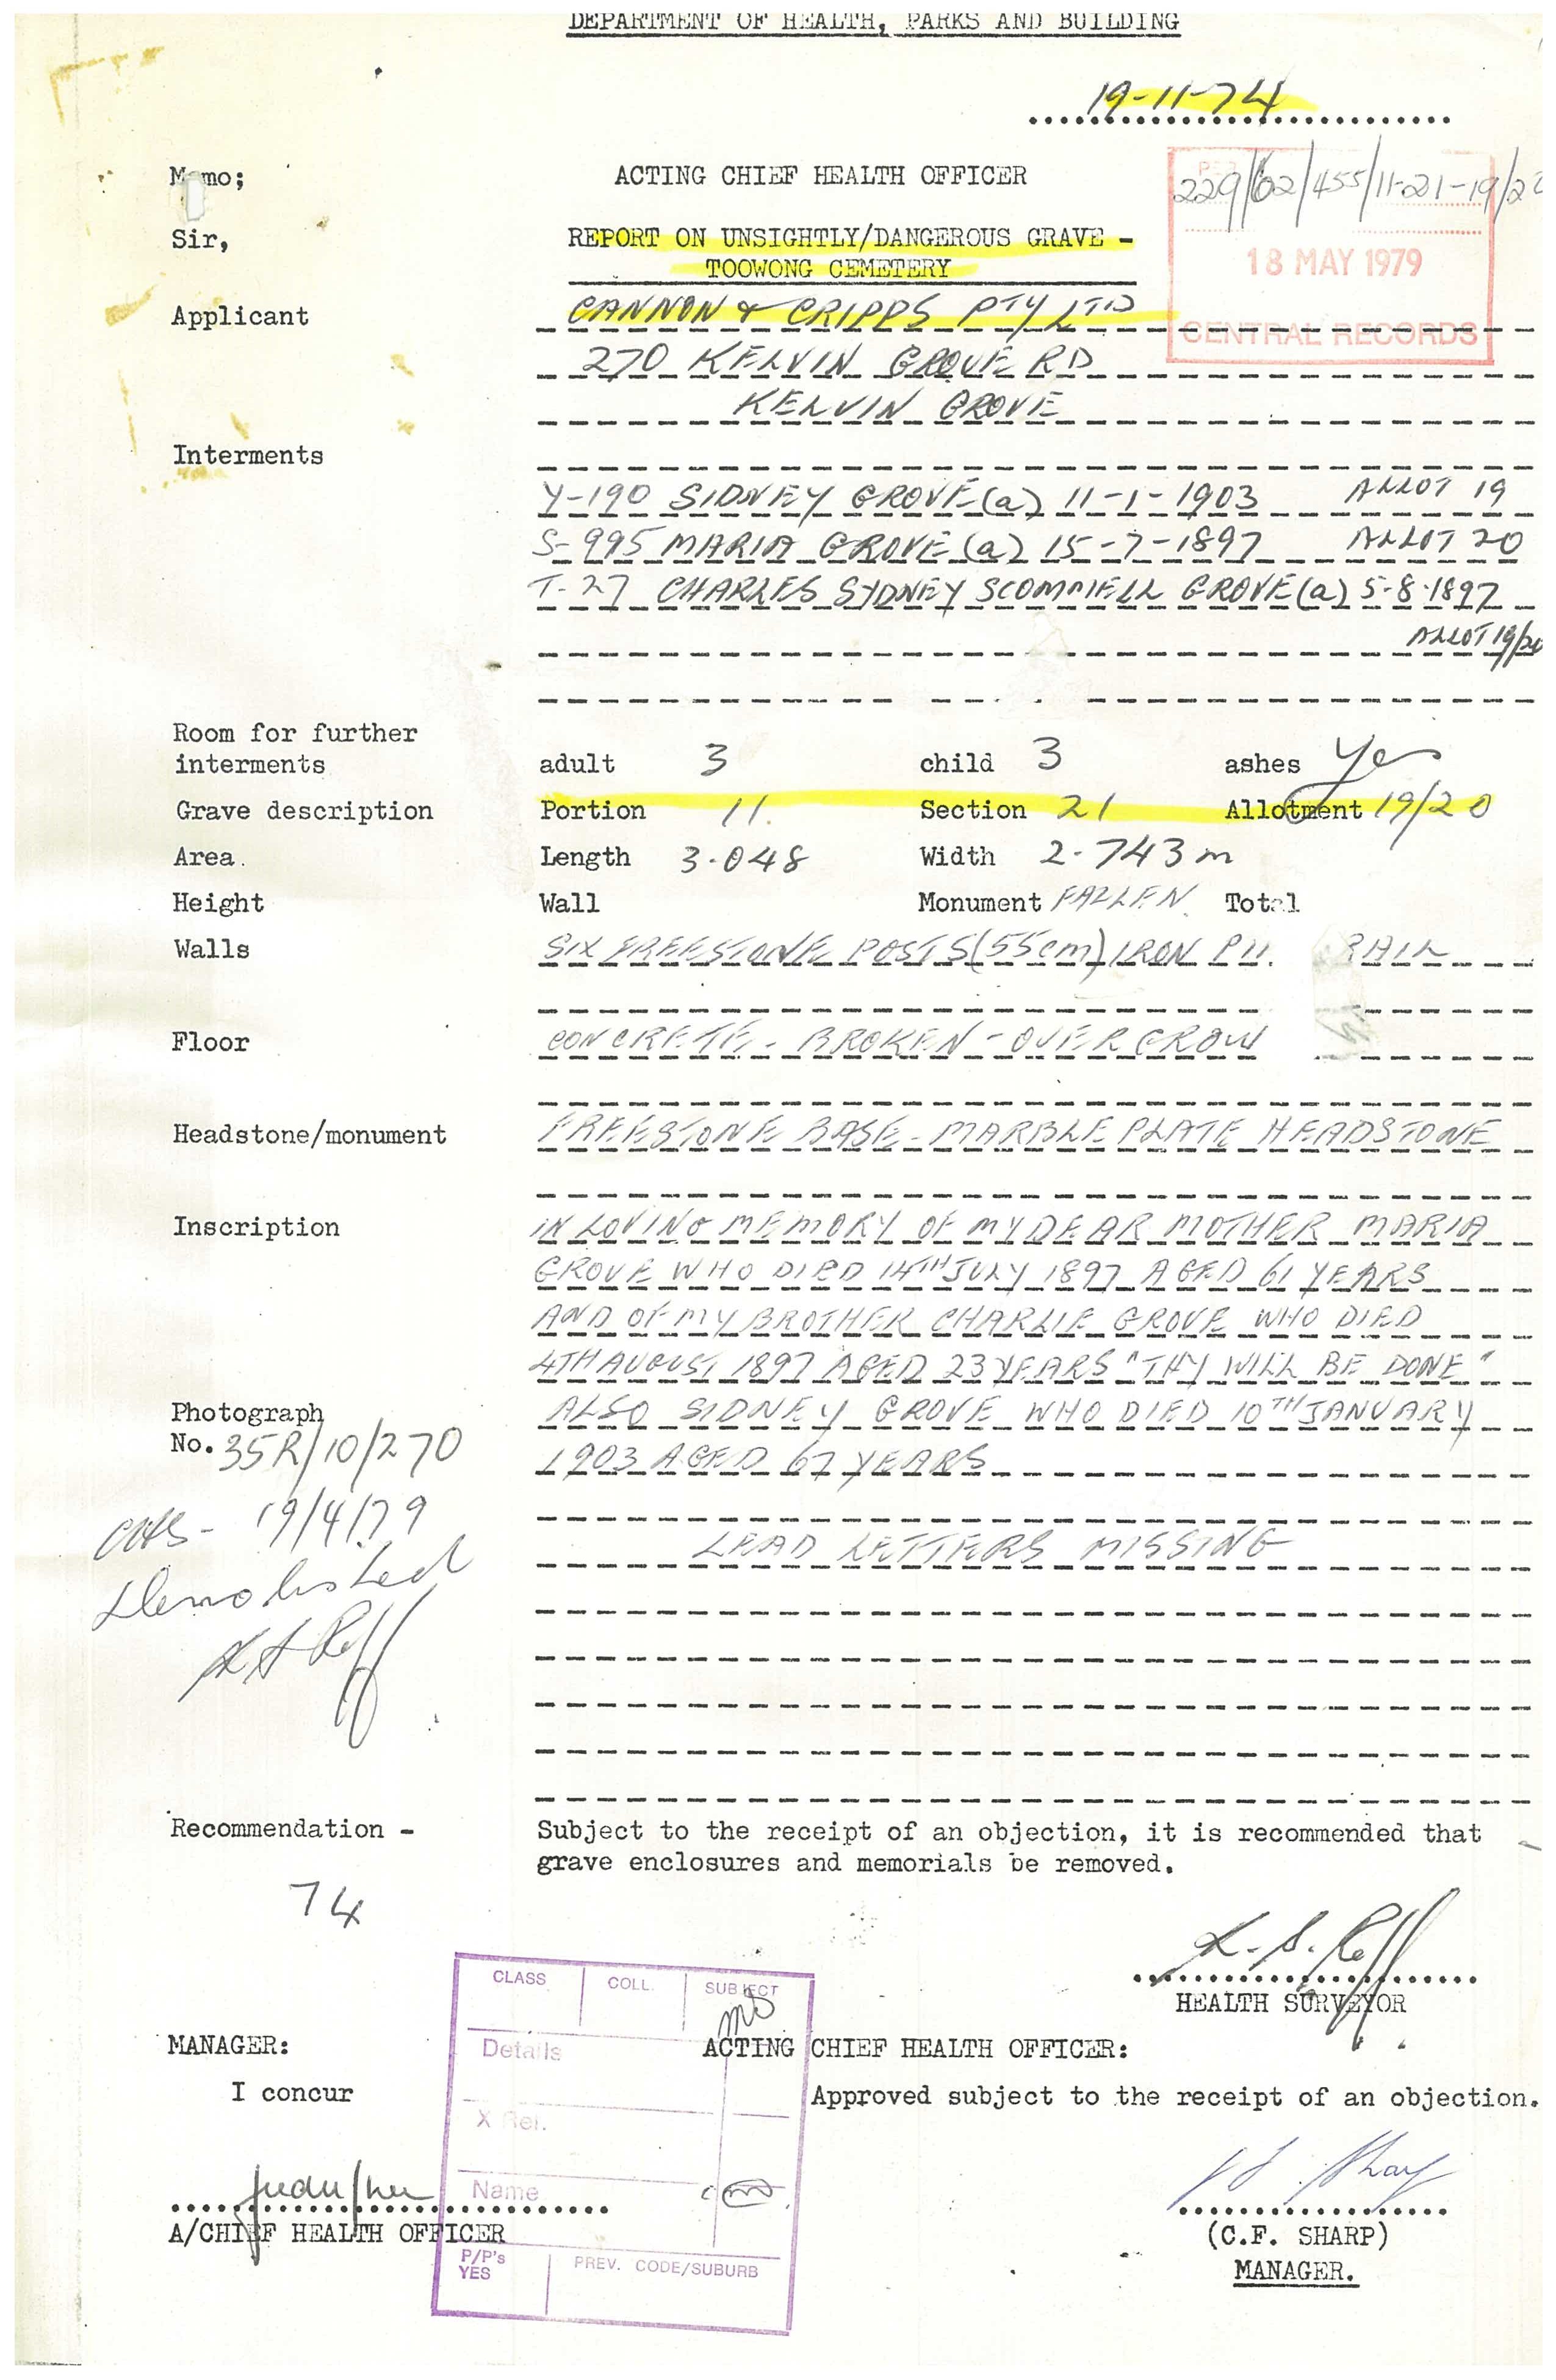 DEPARTMENT OF HEALTH, PARKS AND BUILDING
19-11-74
Memo; ACTING CHIEF HEALTH OFFICER
229/62/455/11-21-19/
Sir, REPORT ON UNSIGHTLY/DANGEROUS GRAVE -
TOOWONG CEMETERY
18 MAY 1979
CENTRAL RECORDS
Applicant CANNON & CRIPPS PTY LTD
270 KELVIN GROVE RD
KELVIN GROVE
Interments
Y-190 SIDNEY GROVE (a) 11-1-1903 ALLOT 19
S-995 MARIA GROVE (a) 15-7-1897 ALLOT 20
T-27 CHARLES SYDNEY SCOMMELL GROVE (a) 5-8-1897
ALLOT 19/20
Room for further
interments adult 3 child 3 ashes Yes
Grave description Portion 11. Section 21 Allotment 19/20
Area. Length 3.048 Width 2.743m
Height Wall Monument FALLEN. Total
Walls SIX FREESTONE POSTS (55cm) IRON RAIL
Floor CONCRETE - BROKEN - OVERGROW
Headstone/monument FREESTONE BASE - MARBLE PLATE HEADSTONE
Inscription IN LOVING MEMORY OF MY DEAR MOTHER MARIA
GROVE WHO DIED 14TH JULY 1897 AGED 61 YEARS
AND OF MY BROTHER CHARLIE GROVE WHO DIED
4TH AUGUST 1897 AGED 23 YEARS "THY WILL BE DONE"
ALSO SIDNEY GROVE WHO DIED 10TH JANUARY
1903 AGED 67 YEARS
Photograph
No. 35R/10/270
19/4/79
Demolished
LEAD LETTERS MISSING
Recommendation - Subject to the receipt of an objection, it is recommended that
grave enclosures and memorials be removed.
74
HEALTH SURVEYOR
CLASS COLL. SUBJECT
Details
X Ref.
Name
P/P's
YES
PREV. CODE/SUBURB
MANAGER: ACTING CHIEF HEALTH OFFICER:
I concur Approved subject to the receipt of an objection.
A/CHIEF HEALTH OFFICER
(C.F. SHARP)
MANAGER.